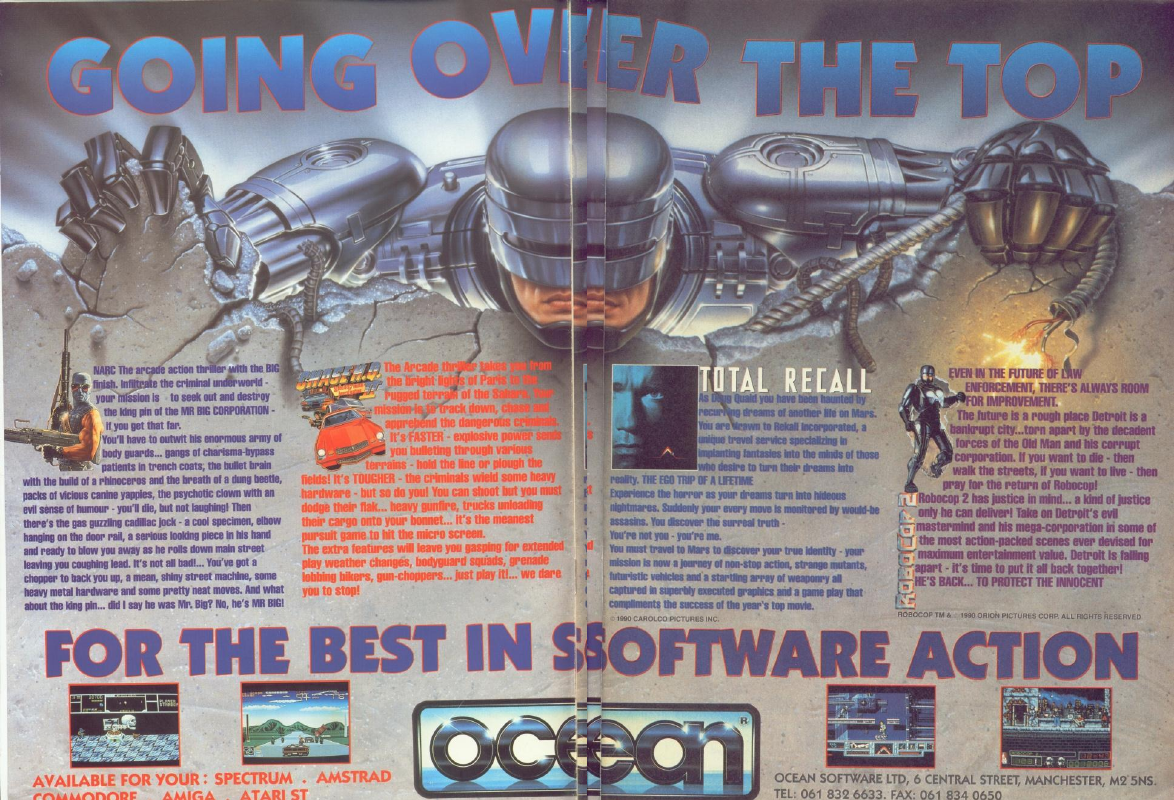 GOING OVER THE TOP
NARC The arcade action thriller with the BIG
finish. Infiltrate the criminal underworld -
your mission is - to seek out and destroy
the king pin of the MR BIG CORPORATION -
if you get that far.
You'll have to outwit his enormous army of
body guards... gangs of charisma-bypass
patients in trench coats, the bullet brain
with the build of a rhinoceros and the breath of a dung beetle,
packs of vicious canine yappies, the psychotic clown with an
evil sense of humour - you'll die, but not laughing! Then
there's the gas guzzling cadillac jock - a cool specimen, elbow
hanging on the door rail, a serious looking piece in his hand
and ready to blow you away as he rolls down main street
leaving you coughing lead. It's not all bad!... You've got a
chopper to back you up, a mean, shiny street machine, some
heavy metal hardware and some pretty neat moves. And what
about the king pin... did I say he was Mr. Big? No, he's MR BIG!
The Arcade thriller takes you from
the bright lights of Paris to the
rugged terrain of the Sahara. Your
mission is to track down, chase and
apprehend the dangerous criminals.
It's FASTER - explosive power sends
you bulleting through various
terrains - hold the line or plough the
fields! It's TOUGHER - the criminals wield some heavy
hardware - but so do you! You can shoot but you must
dodge their flak... heavy gunfire, trucks unloading
their cargo onto your bonnet... it's the meanest
pursuit game to hit the micro screen.
The extra features will leave you gasping for extended
play weather changes, bodyguard squads, grenade
lobbing bikers, gun-choppers... just play it!... we dare
you to stop!
TOTAL RECALL
As Doug Quaid you have been haunted by
recurring dreams of another life on Mars.
You are drawn to Rekall Incorporated, a
unique travel service specializing in
implanting fantasies into the minds of those
who desire to turn their dreams into
reality. THE EGO TRIP OF A LIFETIME
Experience the horror as your dreams turn into hideous
nightmares. Suddenly your every move is monitored by would-be
assasins. You discover the surreal truth -
You're not you - you're me.
You must travel to Mars to discover your true identity - your
mission is now a journey of non-stop action, strange mutants,
futuristic vehicles and a startling array of weaponry all
captured in superbly executed graphics and a game play that
compliments the success of the year's top movie.
© 1990 CAROLCO PICTURES INC.
ROBOCOP 2
EVEN IN THE FUTURE OF LAW
ENFORCEMENT, THERE'S ALWAYS ROOM
FOR IMPROVEMENT.
The future is a rough place Detroit is a
bankrupt city...torn apart by the decadent
forces of the Old Man and his corrupt
corporation. If you want to die - then
walk the streets, if you want to live - then
pray for the return of Robocop!
Robocop 2 has justice in mind... a kind of justice
only he can deliver! Take on Detroit's evil
mastermind and his mega-corporation in some of
the most action-packed scenes ever devised for
maximum entertainment value. Detroit is falling
apart - it's time to put it all back together!
HE'S BACK... TO PROTECT THE INNOCENT
ROBOCOP TM & © 1990 ORION PICTURES CORP. ALL RIGHTS RESERVED
FOR THE BEST IN SOFTWARE ACTION
ocean ®
AVAILABLE FOR YOUR : SPECTRUM . AMSTRAD
COMMODORE . AMIGA . ATARI ST
OCEAN SOFTWARE LTD, 6 CENTRAL STREET, MANCHESTER, M2 5NS.
TEL: 061 832 6633. FAX: 061 834 0650